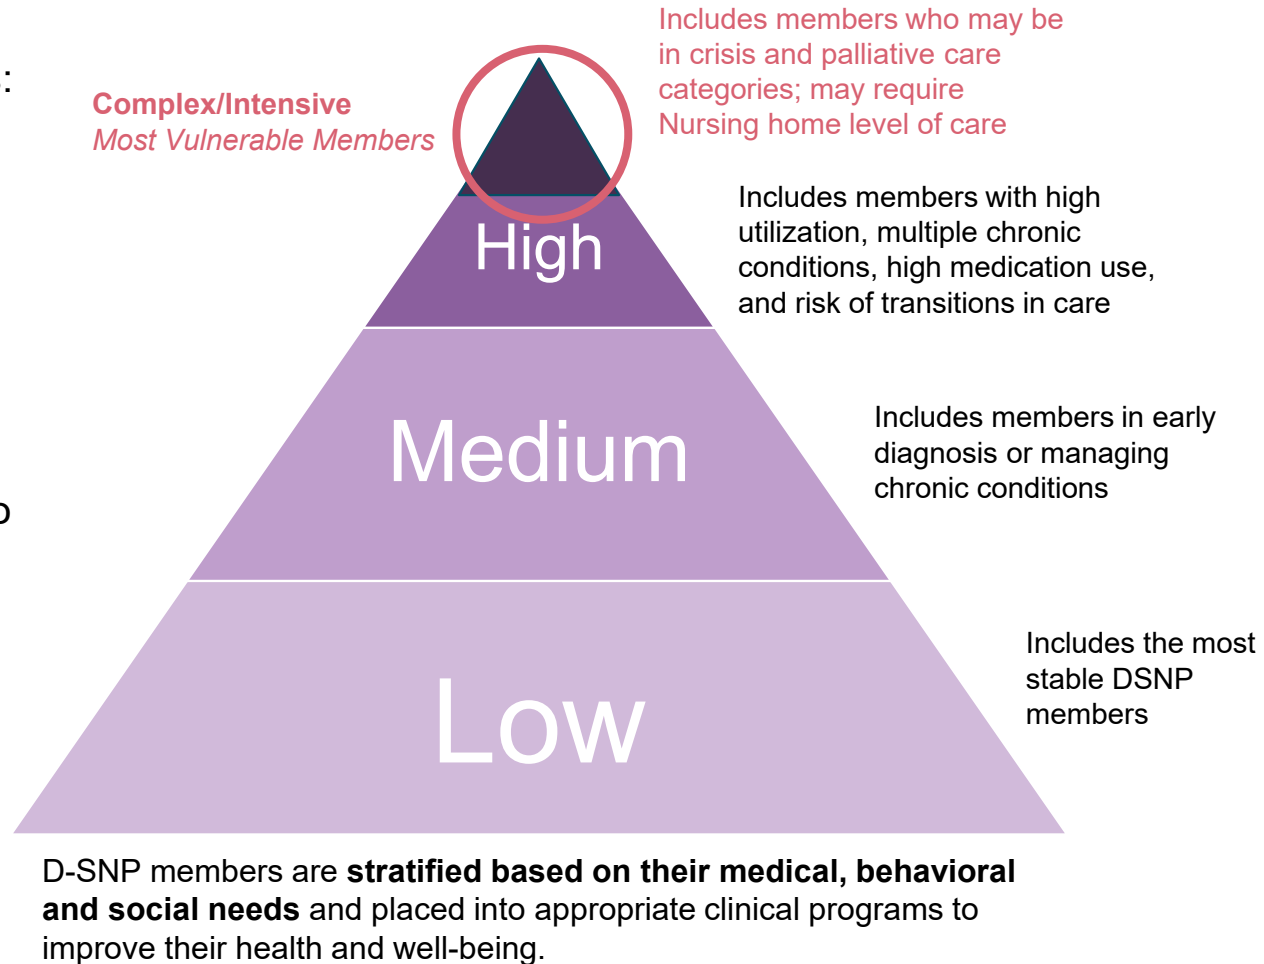 Includes members who may be
in crisis and palliative care
categories; may require
Nursing home level of care
:
Complex/Intensive
Most Vulnerable Members
Includes members with high
utilization, multiple chronic
conditions, high medication use,
and risk of transitions in care
High
Medium
Includes members in early
diagnosis or managing
chronic conditions
Low
Includes the most
stable DSNP
members
D-SNP members are stratified based on their medical, behavioral
and social needs and placed into appropriate clinical programs to
improve their health and well-being.